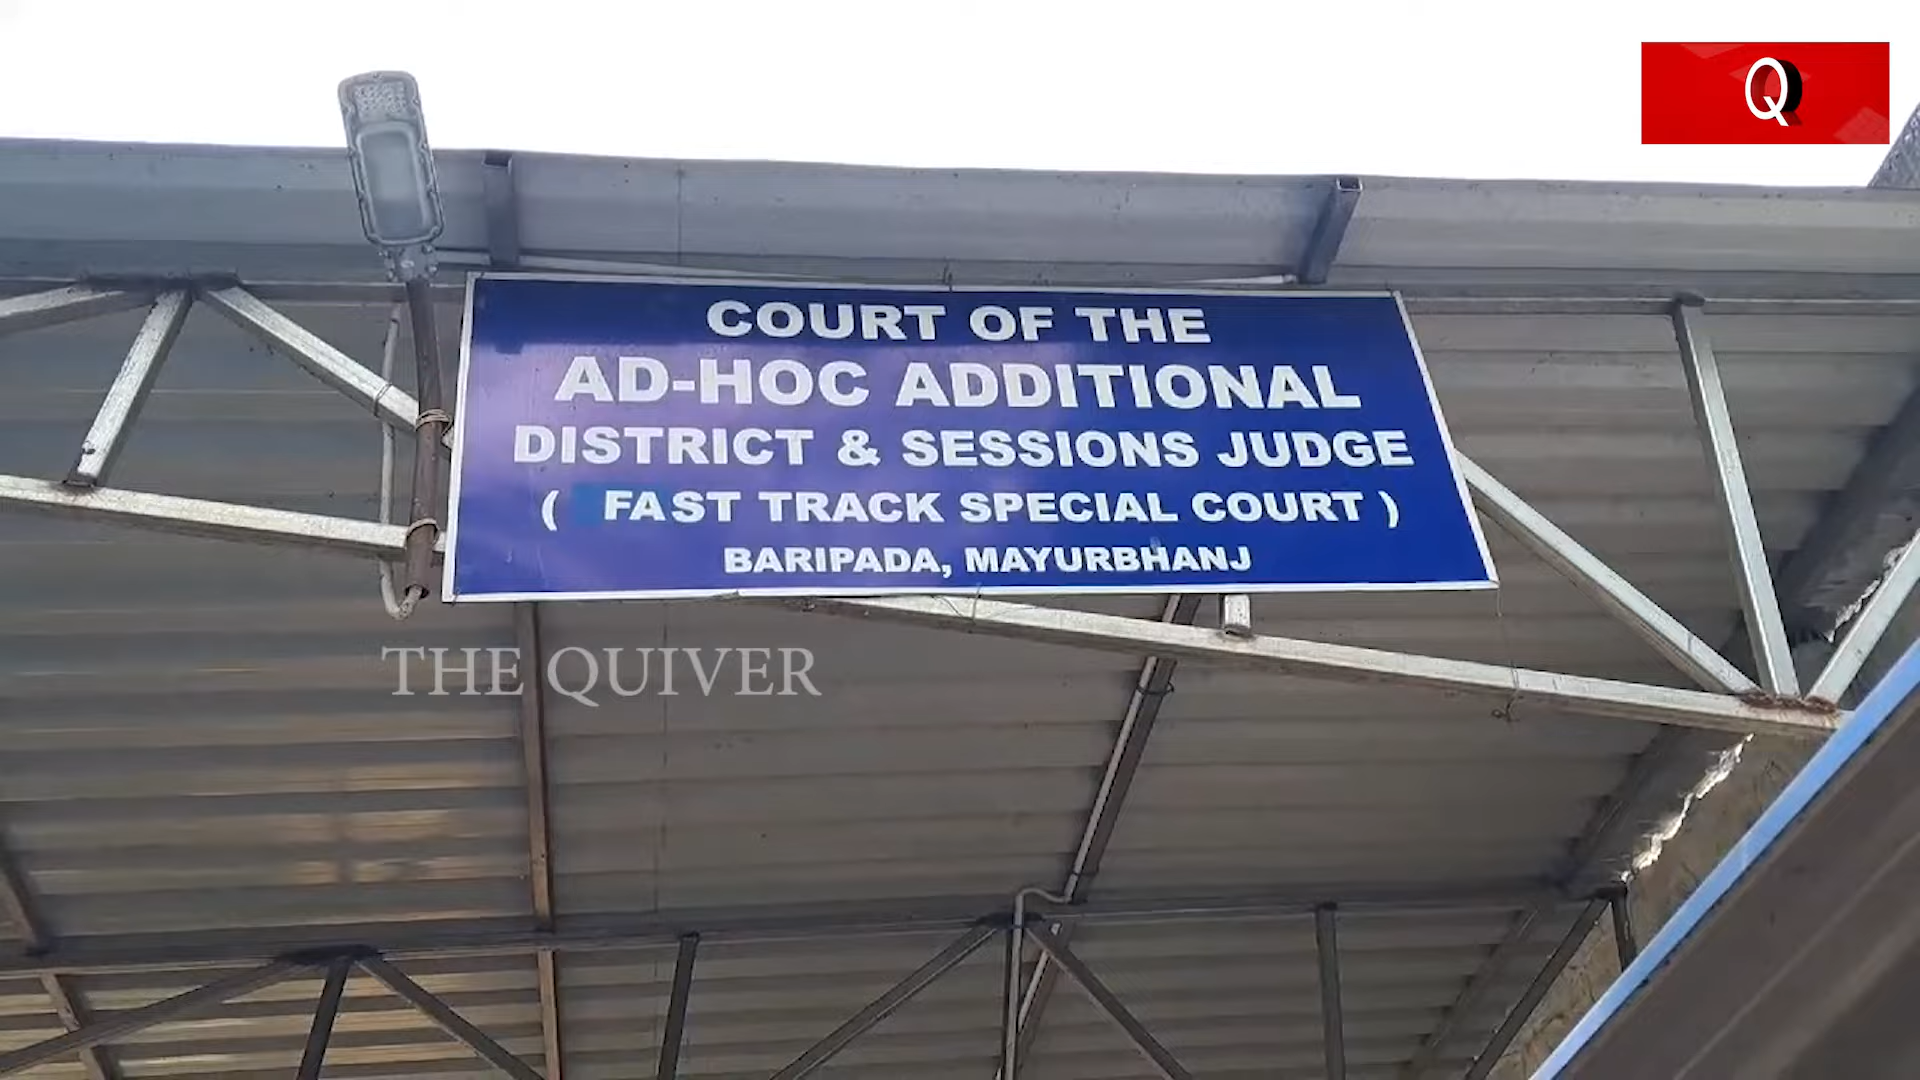 Q
COURT OF THE
AD-HOC ADDITIONAL
DISTRICT & SESSIONS JUDGE
( FAST TRACK SPECIAL COURT )
BARIPADA, MAYURBHANJ
THE QUIVER